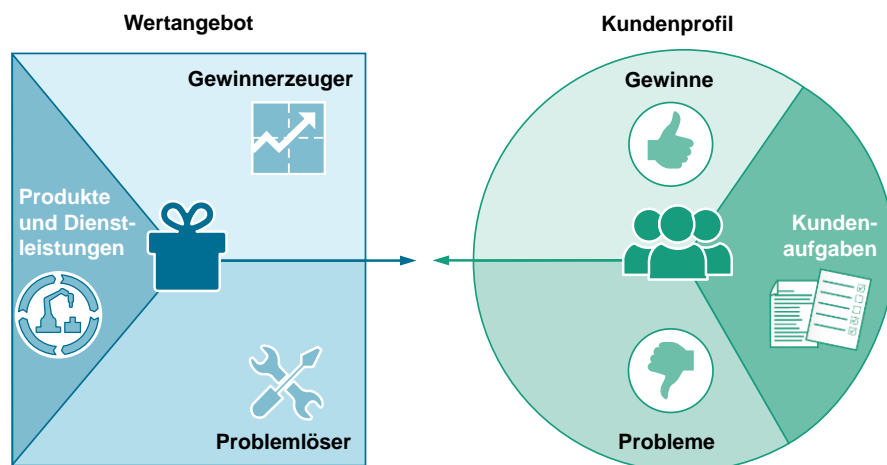 Wertangebot
Kundenprofil
Gewinnerzeuger
Produkte
und Dienst-
leistungen
Problemlöser
Gewinne
Kunden-
aufgaben
Probleme